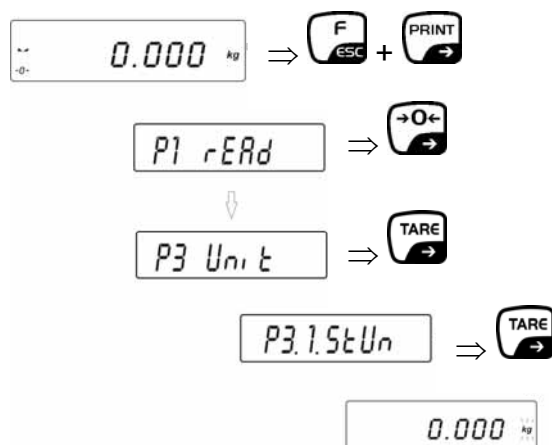 -0- 0.000 kg ⇒ F ESC + PRINT
P1 rEAd ⇒ →0←
P3 Unit ⇒ TARE
P3.1.StUn ⇒ TARE
0.000 kg